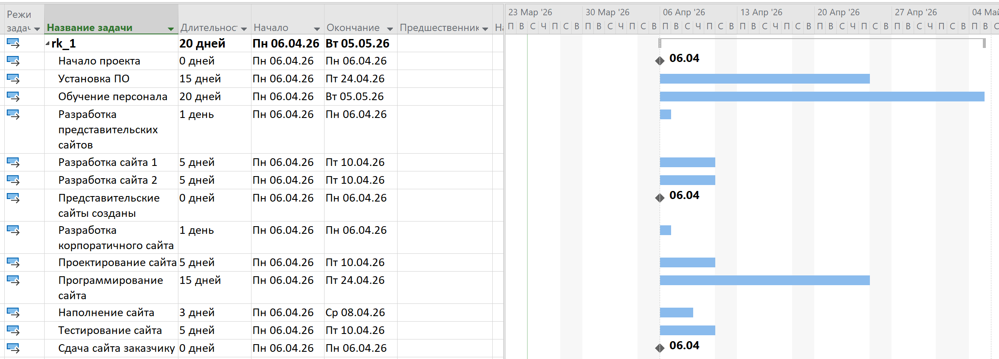 23 Мар '26 30 Мар '26 06 Апр '26 13 Апр '26 20 Апр '26 27 Апр '26 04 Май
Режи
задач Название задачи Длительнос Начало Окончание Предшественник На
П В С Ч П С В П В С Ч П С В П В С Ч П С В П В С Ч П С В П В С Ч П С В П В С Ч П С В П В С
rk_1 20 дней Пн 06.04.26 Вт 05.05.26
Начало проекта 0 дней Пн 06.04.26 Пн 06.04.26 06.04
Установка ПО 15 дней Пн 06.04.26 Пт 24.04.26
Обучение персонала 20 дней Пн 06.04.26 Вт 05.05.26
Разработка 1 день Пн 06.04.26 Пн 06.04.26
представительских
сайтов
Разработка сайта 1 5 дней Пн 06.04.26 Пт 10.04.26
Разработка сайта 2 5 дней Пн 06.04.26 Пт 10.04.26
Представительские 0 дней Пн 06.04.26 Пн 06.04.26 06.04
сайты созданы
Разработка 1 день Пн 06.04.26 Пн 06.04.26
корпоратичного сайта
Проектирование сайта 5 дней Пн 06.04.26 Пт 10.04.26
Программирование 15 дней Пн 06.04.26 Пт 24.04.26
сайта
Наполнение сайта 3 дней Пн 06.04.26 Ср 08.04.26
Тестирование сайта 5 дней Пн 06.04.26 Пт 10.04.26
Сдача сайта заказчику 0 дней Пн 06.04.26 Пн 06.04.26 06.04